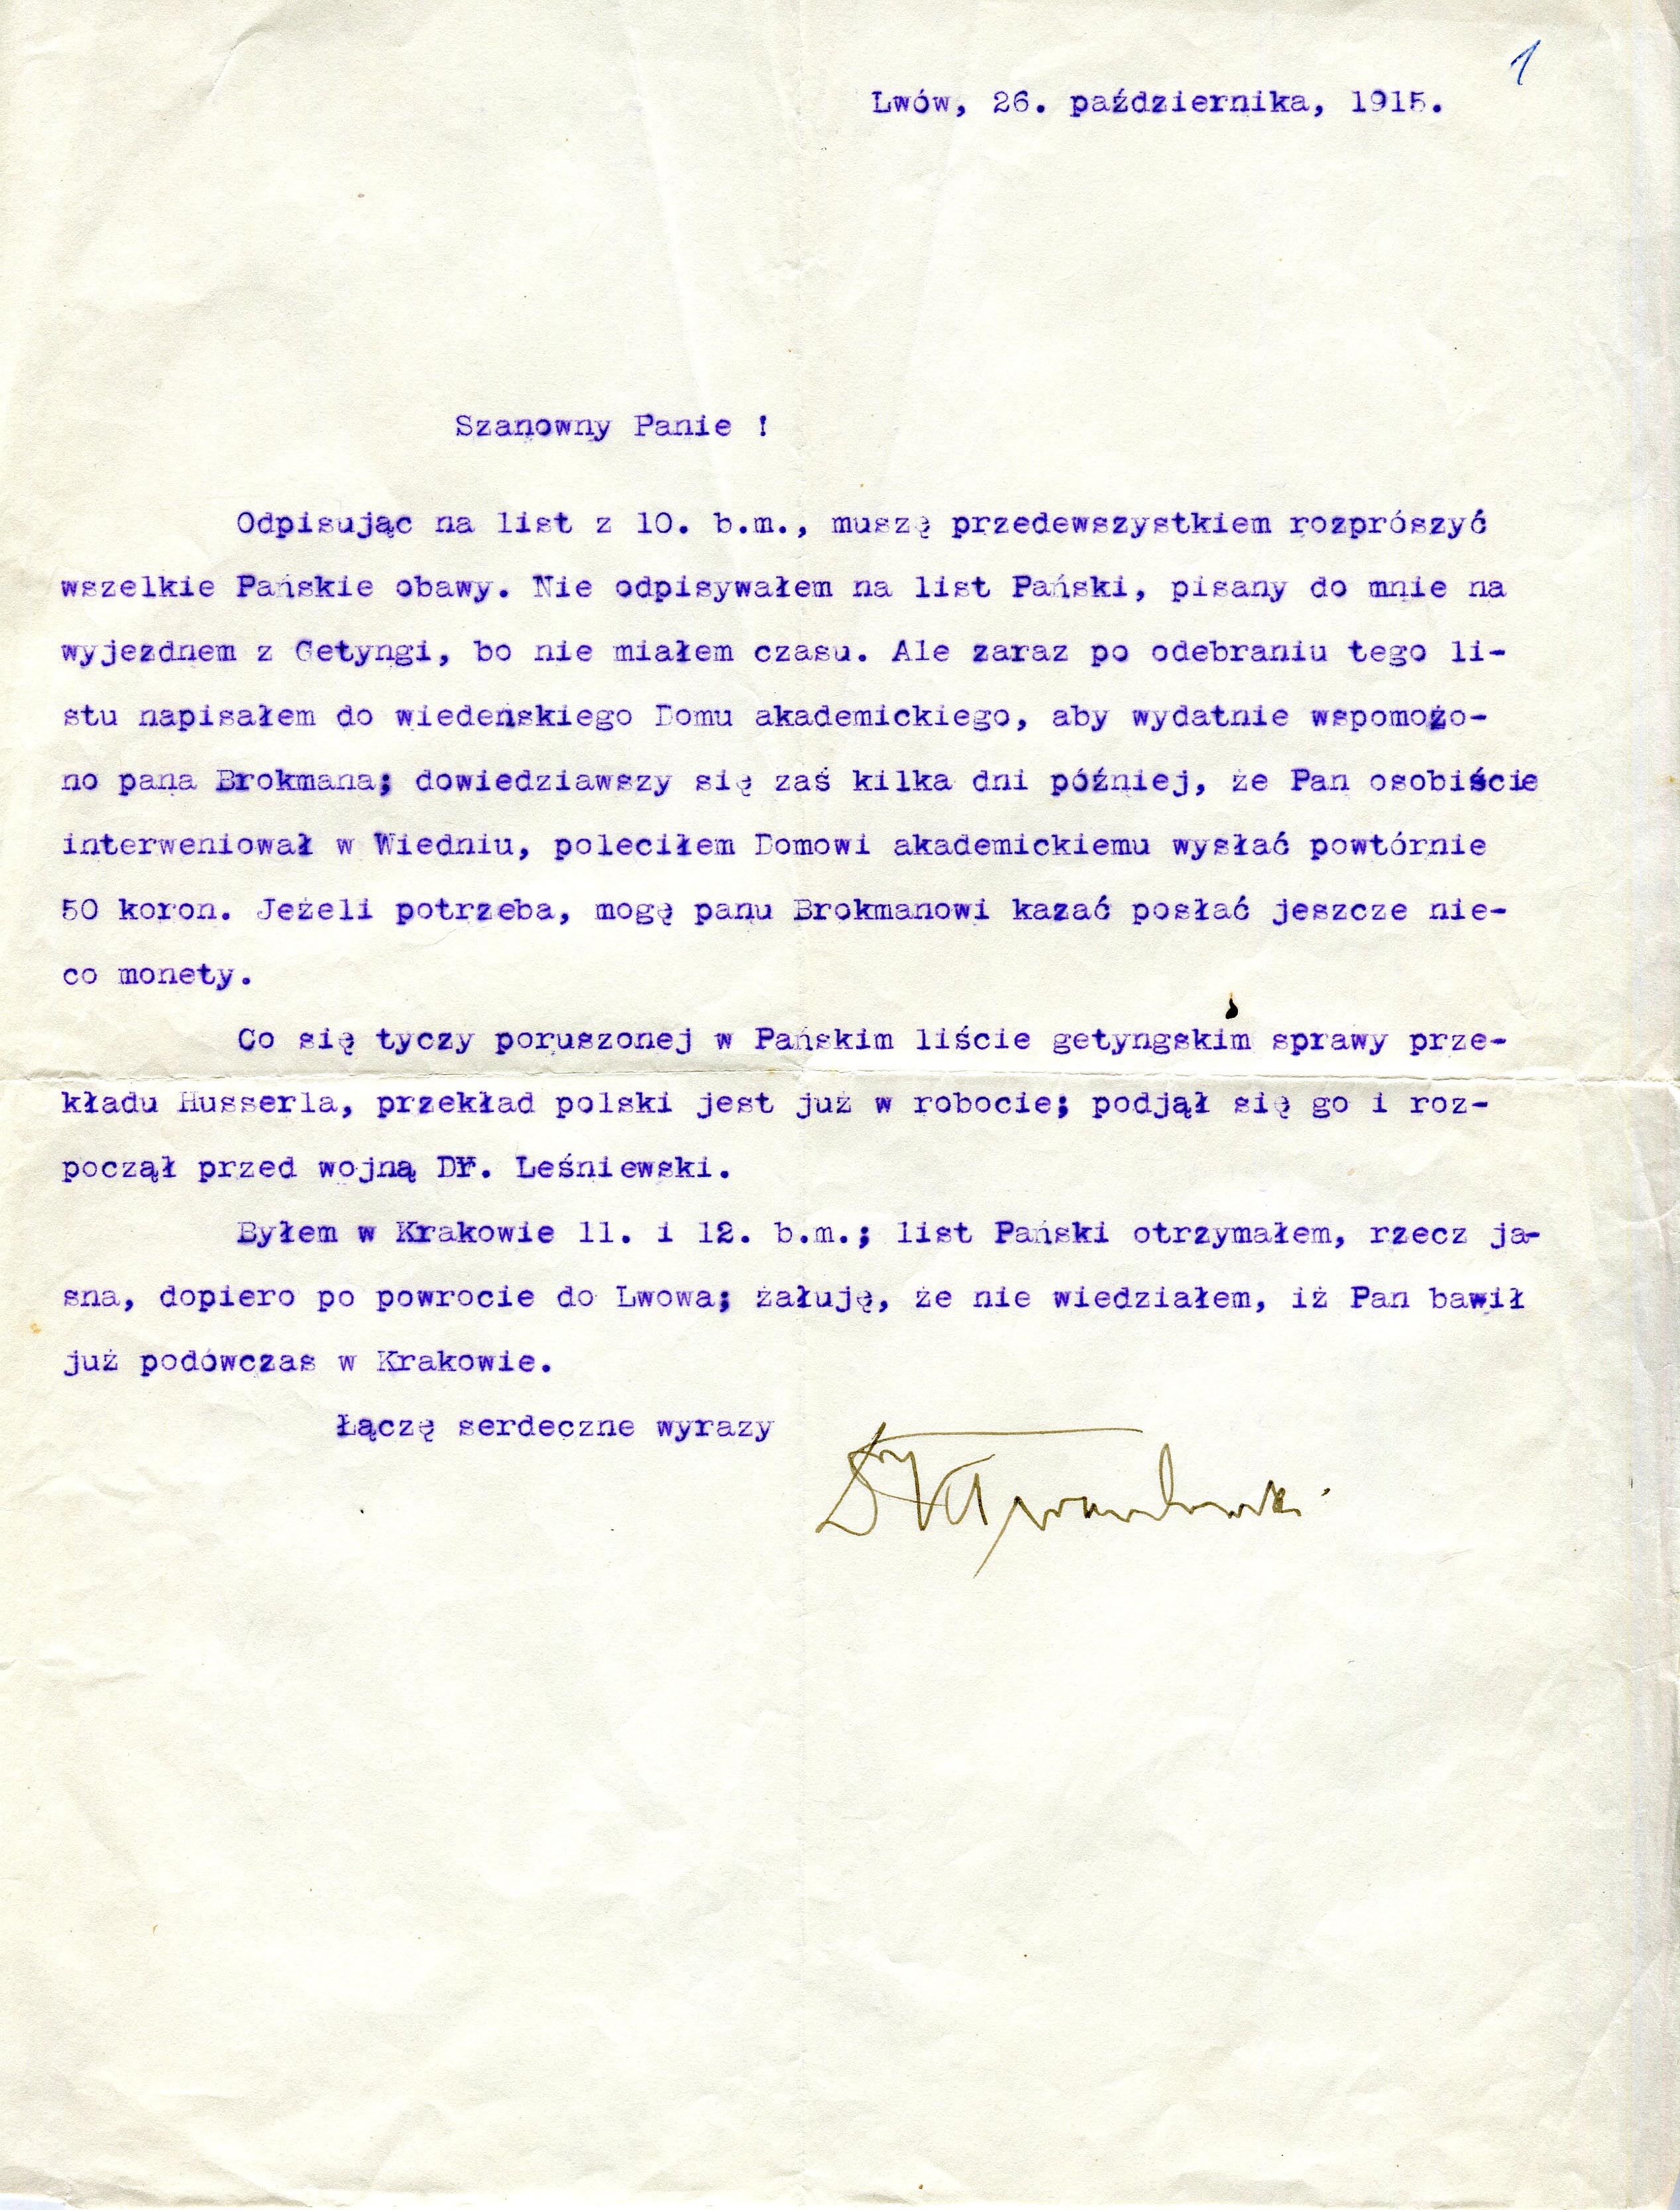 1
Lwów, 26. października, 1915.
Szanowny Panie !
Odpisując na list z 10. b.m., muszę przedewszystkiem rozprószyć
wszelkie Pańskie obawy. Nie odpisywałem na list Pański, pisany do mnie na
wyjezdnem z Getyngi, bo nie miałem czasu. Ale zaraz po odebraniu tego li-
stu napisałem do wiedeńskiego Domu akademickiego, aby wydatnie wspomożo-
no pana Brokmana; dowiedziawszy się zaś kilka dni później, że Pan osobiście
interweniował w Wiedniu, poleciłem Domowi akademickiemu wysłać powtórnie
50 koron. Jeżeli potrzeba, mogę panu Brokmanowi kazać posłać jeszcze nie-
co monety.
Co się tyczy poruszonej w Pańskim liście getyngskim sprawy prze-
kładu Husserla, przekład polski jest już w robocie; podjął się go i roz-
począł przed wojną Dr. Leśniewski.
Byłem w Krakowie 11. i 12. b.m.; list Pański otrzymałem, rzecz ja-
sna, dopiero po powrocie do Lwowa; żałuję, że nie wiedziałem, iż Pan bawił
już podówczas w Krakowie.
Łączę serdeczne wyrazy
DrKTwardowski